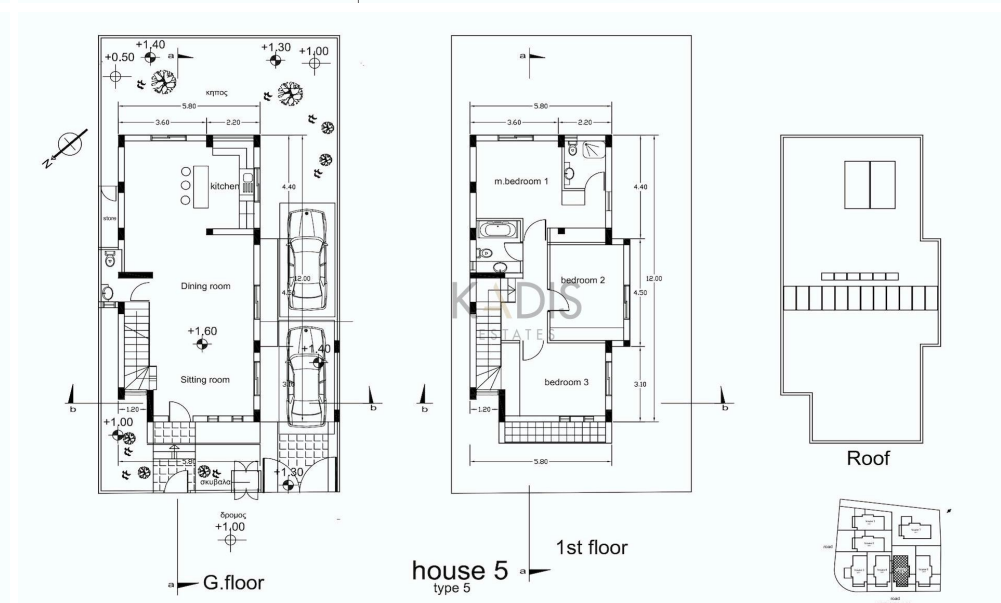 +1,40
+1,30
+0.50
+1,00
a
a
κηπος
5.80
5.80
3.60
2.20
3.60
2.20
N
kitchen
4.40
m.bedroom 1
4.40
store
Dining room
12.00
4.50
bedroom 2
12.00
4.50
KADIS
ESTATES
+1,60
+1,40
Sitting room
bedroom 3
3.10
b
b
b
b
1.20
1.20
+1,00
5.80
5.80
+1,30
σκυβαλα
Roof
δρομος
+1,00
1st floor
house 5
type 5
a
a
G.floor
road
road